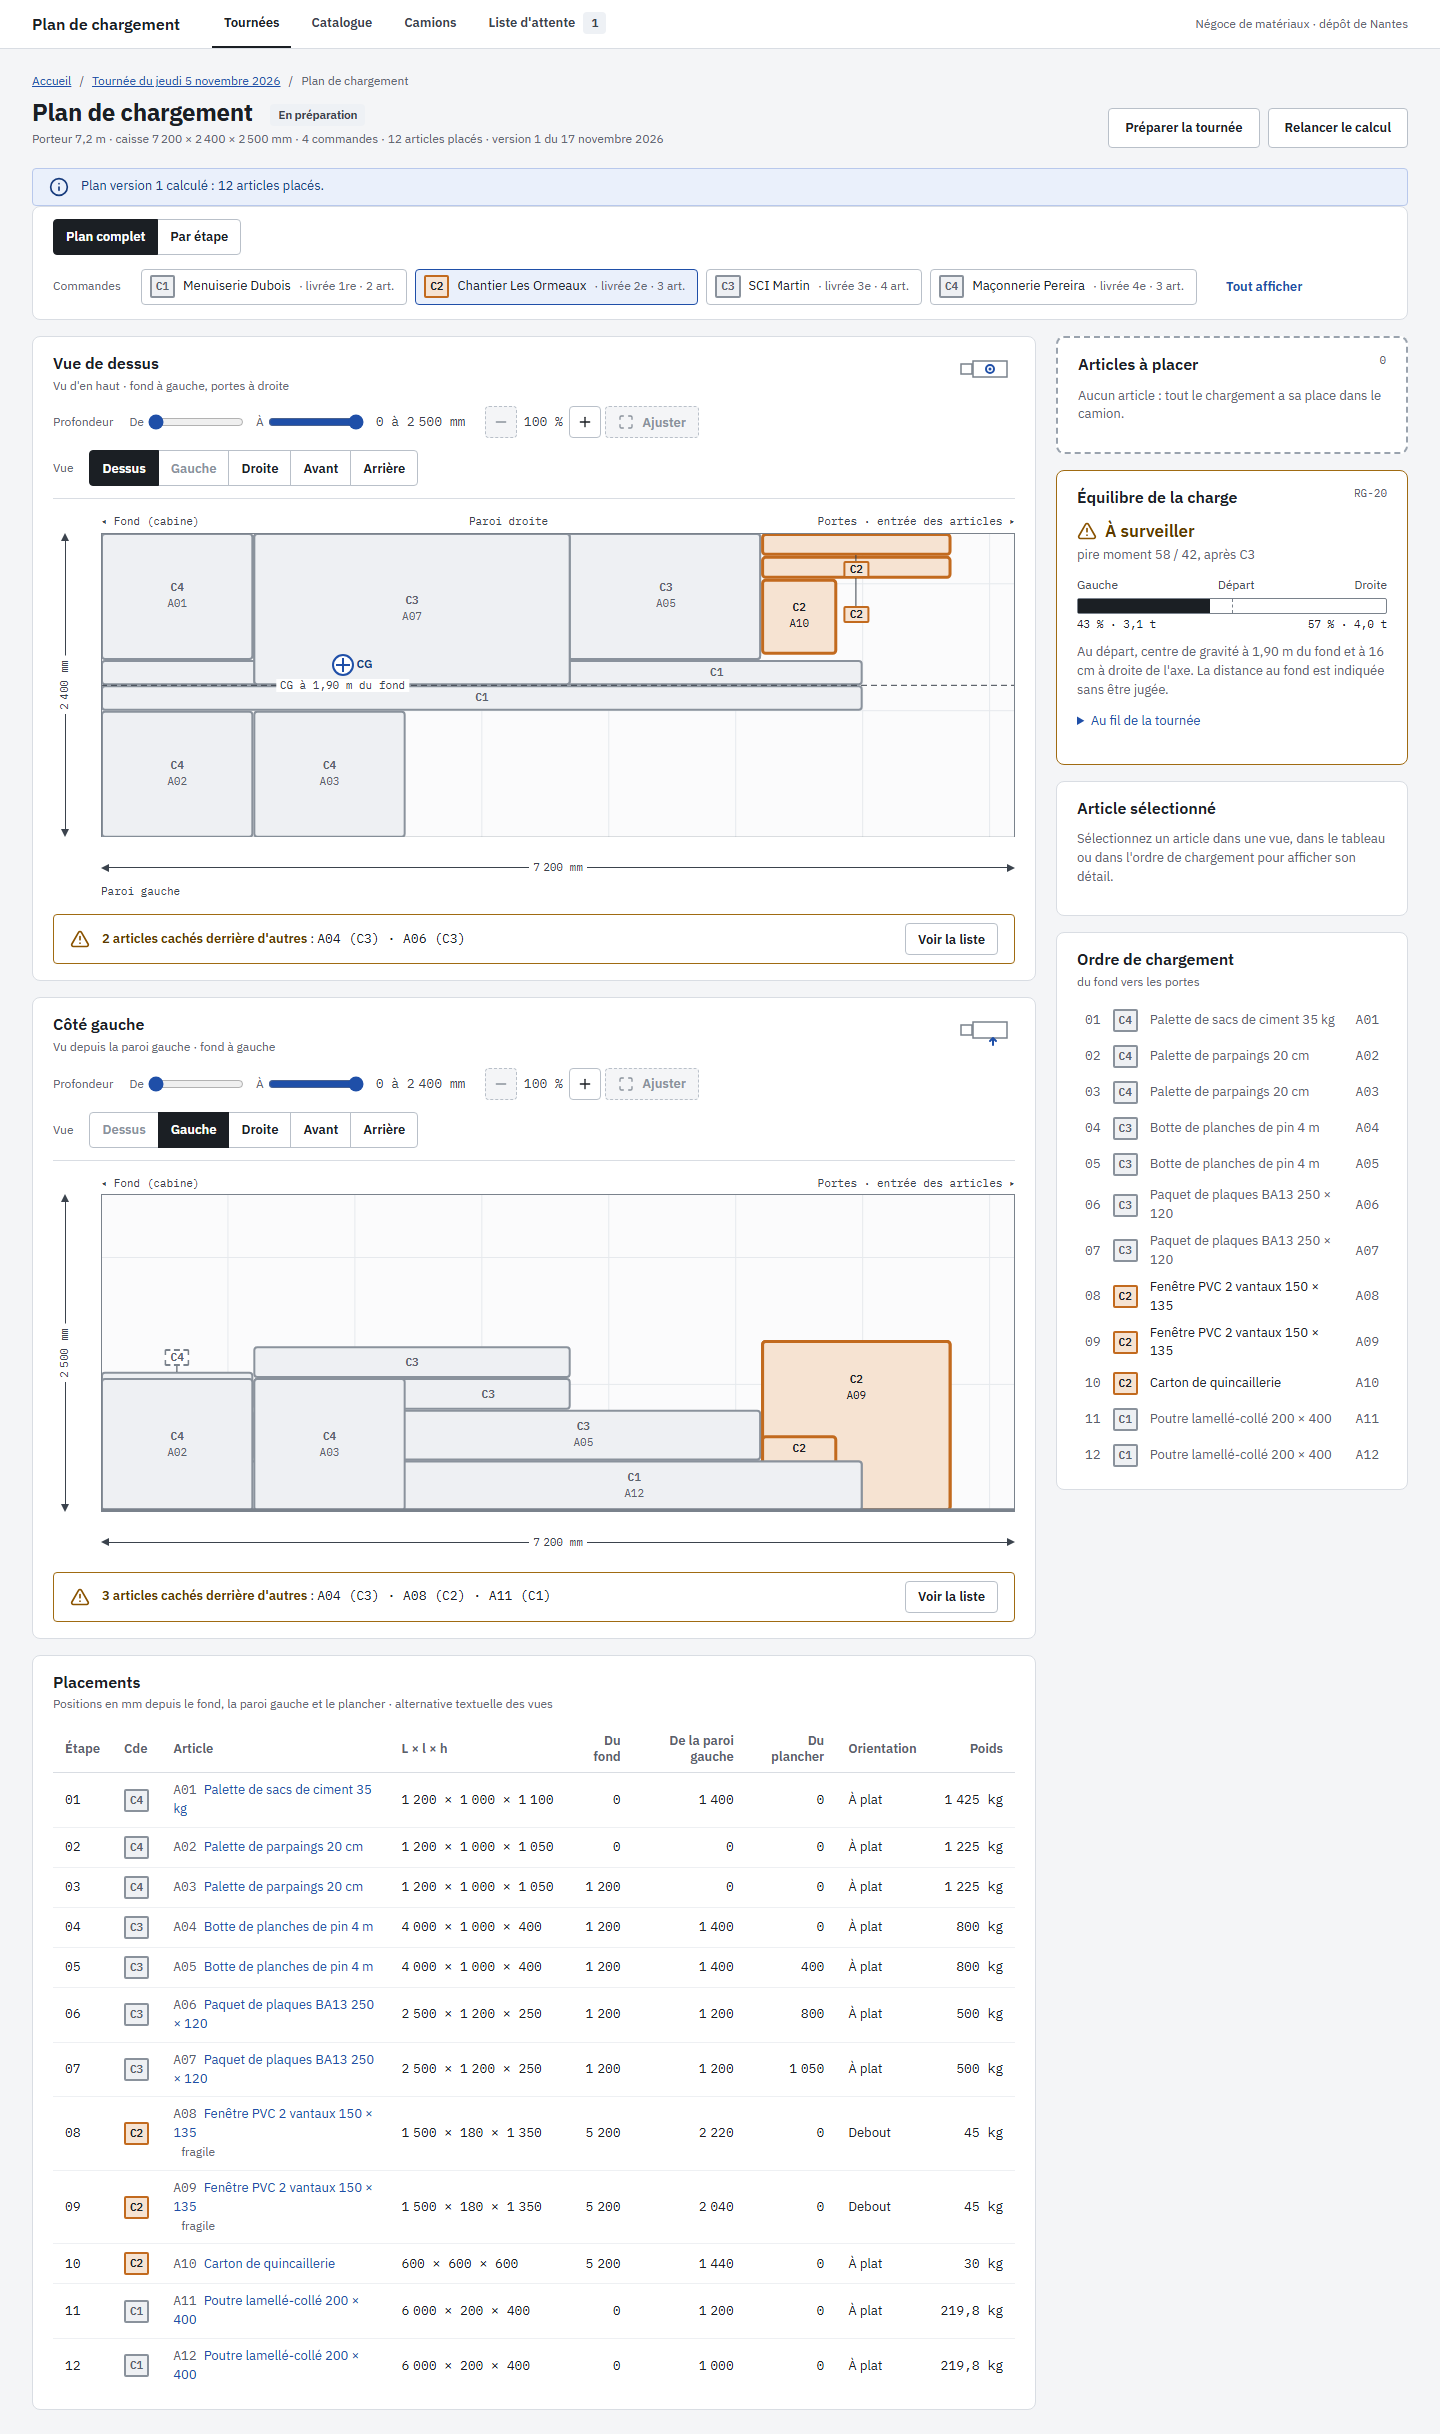 Plan de chargement
Tournées
Catalogue
Camions
Liste d'attente 1
Négoce de matériaux · dépôt de Nantes
Accueil / Tournée du jeudi 5 novembre 2026 / Plan de chargement
Plan de chargement En préparation
Porteur 7,2 m · caisse 7 200 × 2 400 × 2 500 mm · 4 commandes · 12 articles placés · version 1 du 17 novembre 2026
Préparer la tournée
Relancer le calcul
Plan version 1 calculé : 12 articles placés.
Plan complet Par étape
Commandes
C1 Menuiserie Dubois · livrée 1re · 2 art.
C2 Chantier Les Ormeaux · livrée 2e · 3 art.
C3 SCI Martin · livrée 3e · 4 art.
C4 Maçonnerie Pereira · livrée 4e · 3 art.
Tout afficher
Vue de dessus
Vu d'en haut · fond à gauche, portes à droite
Profondeur De À 0 à 2 500 mm 100 % Ajuster
Vue Dessus Gauche Droite Avant Arrière
◂ Fond (cabine) Paroi droite Portes · entrée des articles ▸
2 400 mm
C4
A01
C3
A07
C3
A05
C2
C2
C2
A10
CG
CG à 1,90 m du fond
C1
C1
C4
A02
C4
A03
7 200 mm
Paroi gauche
2 articles cachés derrière d'autres : A04 (C3) · A06 (C3)
Voir la liste
Côté gauche
Vu depuis la paroi gauche · fond à gauche
Profondeur De À 0 à 2 400 mm 100 % Ajuster
Vue Dessus Gauche Droite Avant Arrière
◂ Fond (cabine) Portes · entrée des articles ▸
2 500 mm
C4
C3
C3
C4
A02
C4
A03
C3
A05
C2
A09
C2
C1
A12
7 200 mm
3 articles cachés derrière d'autres : A04 (C3) · A08 (C2) · A11 (C1)
Voir la liste
Placements
Positions en mm depuis le fond, la paroi gauche et le plancher · alternative textuelle des vues
Étape Cde Article L × l × h Du fond De la paroi gauche Du plancher Orientation Poids
01 C4 A01 Palette de sacs de ciment 35 kg 1 200 × 1 000 × 1 100 0 1 400 0 À plat 1 425 kg
02 C4 A02 Palette de parpaings 20 cm 1 200 × 1 000 × 1 050 0 0 0 À plat 1 225 kg
03 C4 A03 Palette de parpaings 20 cm 1 200 × 1 000 × 1 050 1 200 0 0 À plat 1 225 kg
04 C3 A04 Botte de planches de pin 4 m 4 000 × 1 000 × 400 1 200 1 400 0 À plat 800 kg
05 C3 A05 Botte de planches de pin 4 m 4 000 × 1 000 × 400 1 200 1 400 400 À plat 800 kg
06 C3 A06 Paquet de plaques BA13 250 × 120 2 500 × 1 200 × 250 1 200 1 200 800 À plat 500 kg
07 C3 A07 Paquet de plaques BA13 250 × 120 2 500 × 1 200 × 250 1 200 1 200 1 050 À plat 500 kg
08 C2 A08 Fenêtre PVC 2 vantaux 150 × 135 fragile 1 500 × 180 × 1 350 5 200 2 220 0 Debout 45 kg
09 C2 A09 Fenêtre PVC 2 vantaux 150 × 135 fragile 1 500 × 180 × 1 350 5 200 2 040 0 Debout 45 kg
10 C2 A10 Carton de quincaillerie 600 × 600 × 600 5 200 1 440 0 À plat 30 kg
11 C1 A11 Poutre lamellé-collé 200 × 400 6 000 × 200 × 400 0 1 200 0 À plat 219,8 kg
12 C1 A12 Poutre lamellé-collé 200 × 400 6 000 × 200 × 400 0 1 000 0 À plat 219,8 kg
Articles à placer 0
Aucun article : tout le chargement a sa place dans le
camion.
Équilibre de la charge RG-20
À surveiller
pire moment 58 / 42, après C3
Gauche Départ Droite
43 % · 3,1 t 57 % · 4,0 t
Au départ, centre de gravité à 1,90 m du fond et à 16
cm à droite de l'axe. La distance au fond est indiquée
sans être jugée.
Au fil de la tournée
Article sélectionné
Sélectionnez un article dans une vue, dans le tableau
ou dans l'ordre de chargement pour afficher son
détail.
Ordre de chargement
du fond vers les portes
01 C4 Palette de sacs de ciment 35 kg A01
02 C4 Palette de parpaings 20 cm A02
03 C4 Palette de parpaings 20 cm A03
04 C3 Botte de planches de pin 4 m A04
05 C3 Botte de planches de pin 4 m A05
06 C3 Paquet de plaques BA13 250 × 120 A06
07 C3 Paquet de plaques BA13 250 × 120 A07
08 C2 Fenêtre PVC 2 vantaux 150 × 135 A08
09 C2 Fenêtre PVC 2 vantaux 150 × 135 A09
10 C2 Carton de quincaillerie A10
11 C1 Poutre lamellé-collé 200 × 400 A11
12 C1 Poutre lamellé-collé 200 × 400 A12